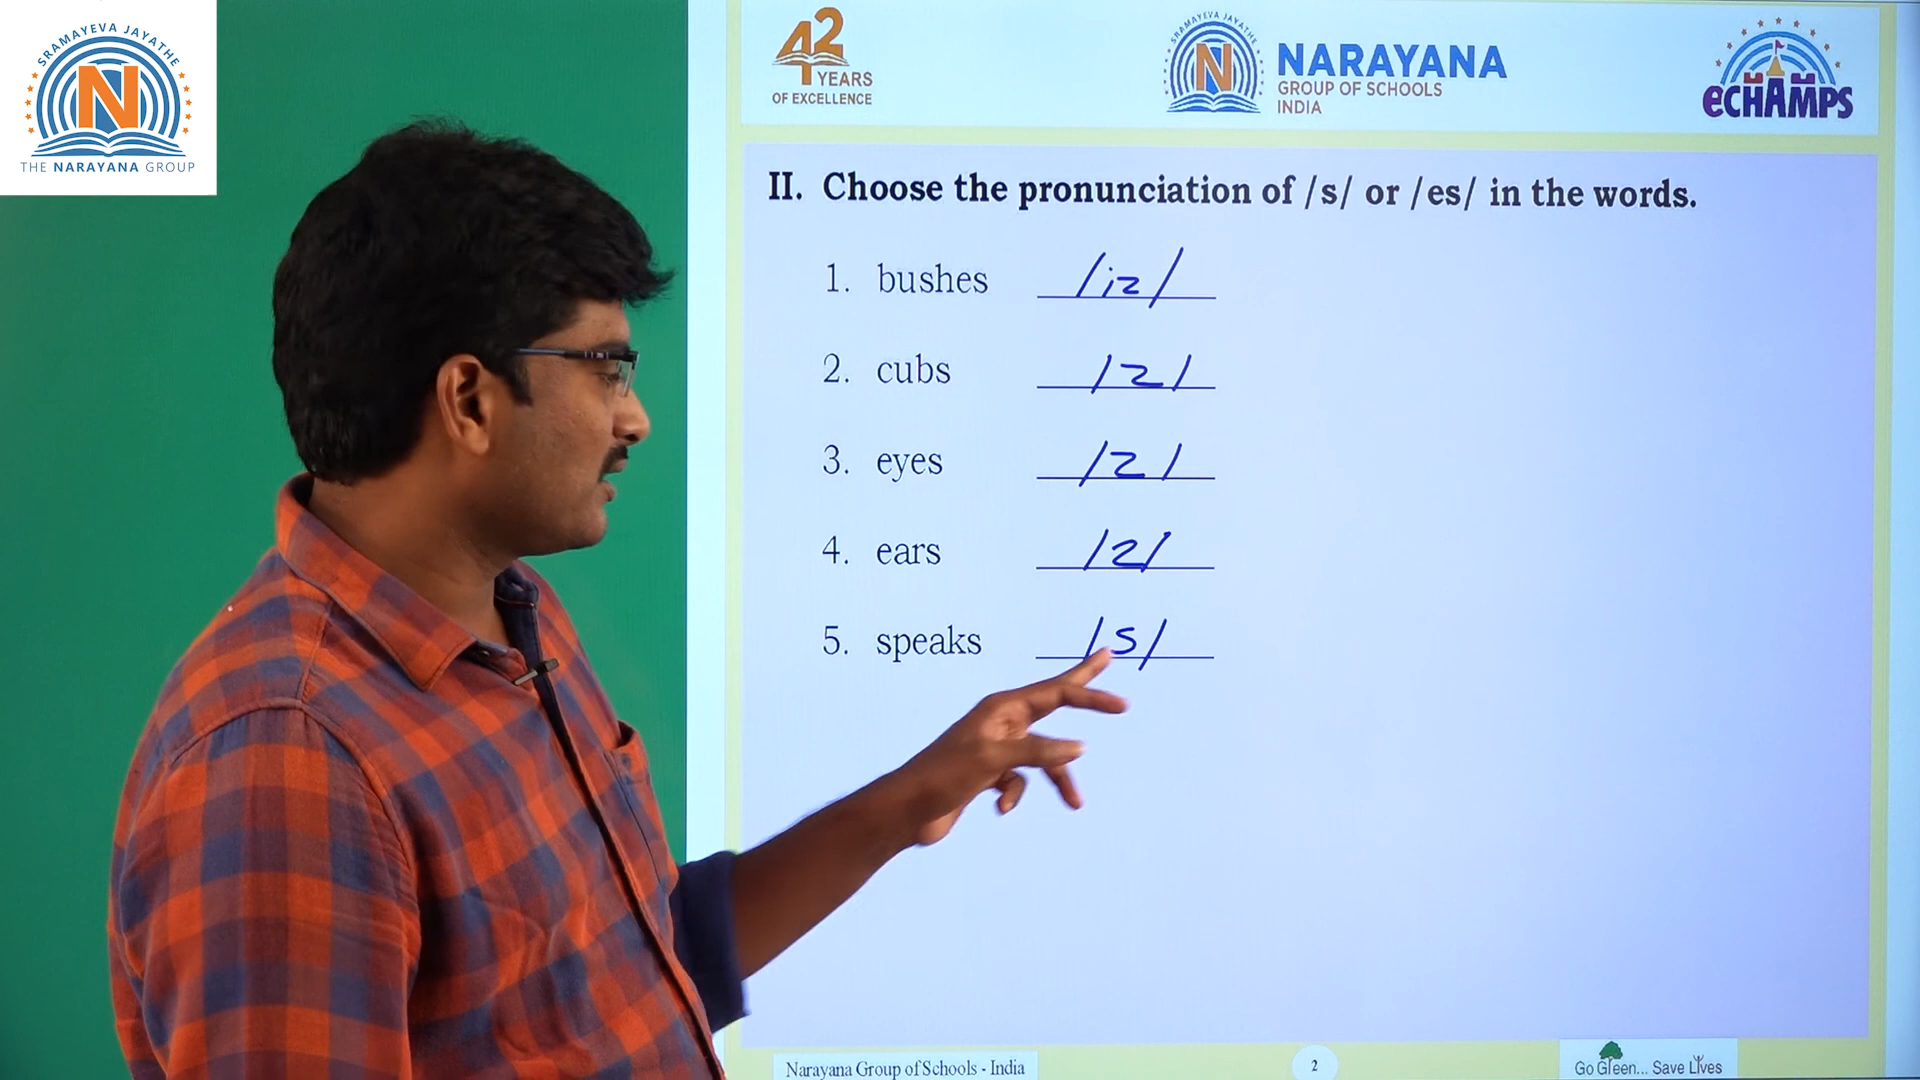 SRAMAYEVA JAYATHE
N
THE NARAYANA GROUP
42
YEARS
OF EXCELLENCE
SRAMAYEVA JAYATHE
N
NARAYANA
GROUP OF SCHOOLS
INDIA
eCHAMPS
II. Choose the pronunciation of /s/ or /es/ in the words.
1. bushes /iz/
2. cubs /z/
3. eyes /z/
4. ears /z/
5. speaks /s/
Narayana Group of Schools - India
2
Go Green... Save Lives